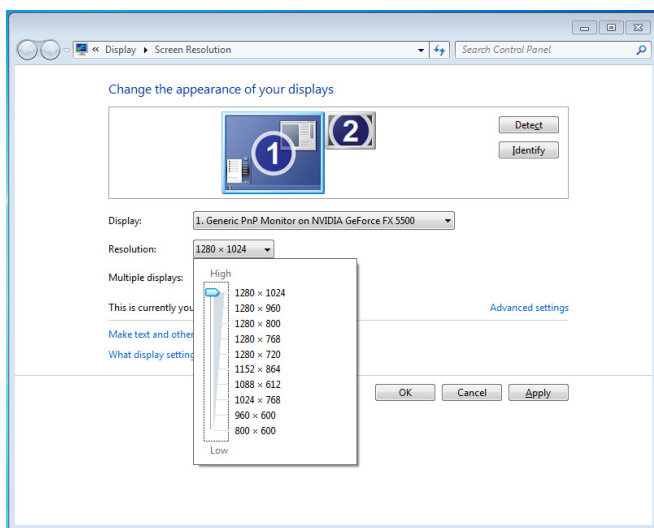 « Display ▸ Screen Resolution
Search Control Panel
Change the appearance of your displays
1
2
Detect
Identify
Display:
1. Generic PnP Monitor on NVIDIA GeForce FX 5500
Resolution:
1280 × 1024
Multiple displays:
High
1280 × 1024
1280 × 960
1280 × 800
1280 × 768
1280 × 720
1152 × 864
1088 × 612
1024 × 768
960 × 600
800 × 600
Low
This is currently you
Advanced settings
Make text and other
What display setting
OK
Cancel
Apply